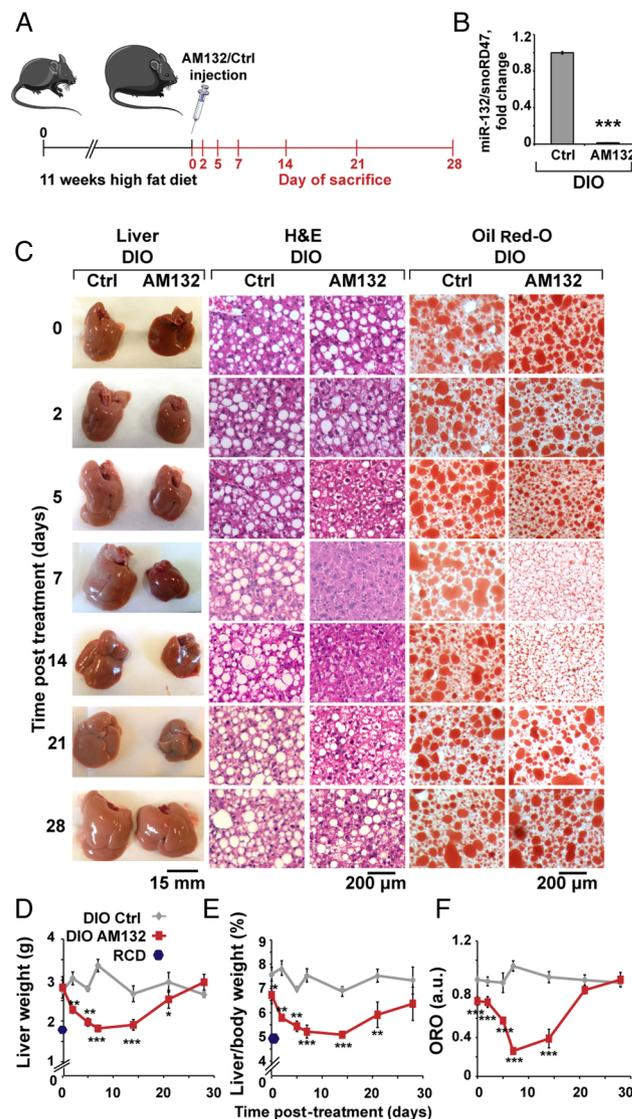 A
AM132/Ctrl
injection
0
0 2 5 7 14 21 28
11 weeks high fat diet
Day of sacrifice
B
miR-132/snoRD47,
fold change
1.2
0.8
0.4
0
***
Ctrl AM132
DIO
C
Liver H&E Oil Red-O
DIO DIO DIO
Ctrl AM132 Ctrl AM132 Ctrl AM132
Time post treatment (days)
0
2
5
7
14
21
28
15 mm 200 µm 200 µm
D
DIO Ctrl
DIO AM132
RCD
Liver weight (g)
4
3
2
1
0
** ** *** *** *
0 10 20 30
E
Liver/body weight (%)
9
8
7
6
5
4
0
* ** ** *** *** **
0 10 20 30
Time post-treatment (days)
F
ORO (a.u.)
1.2
0.8
0.4
0
*** *** *** *** ***
0 10 20 30